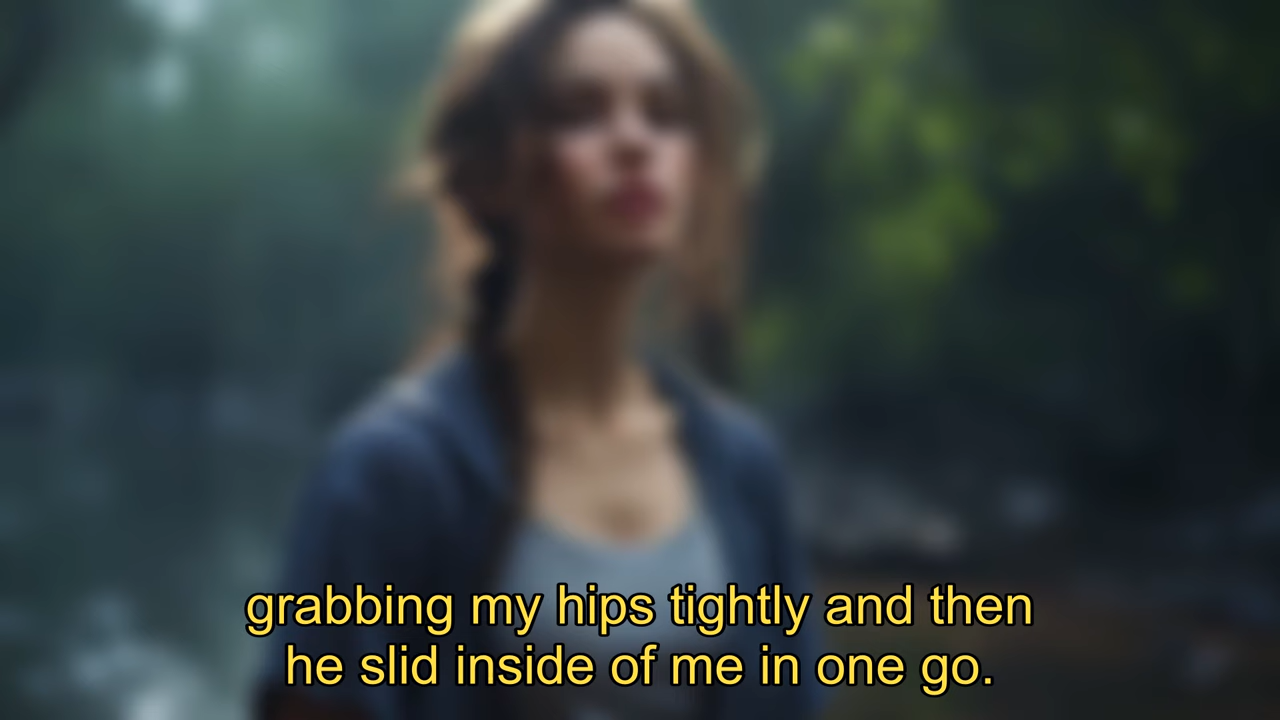 grabbing my hips tightly and then
he slid inside of me in one go.